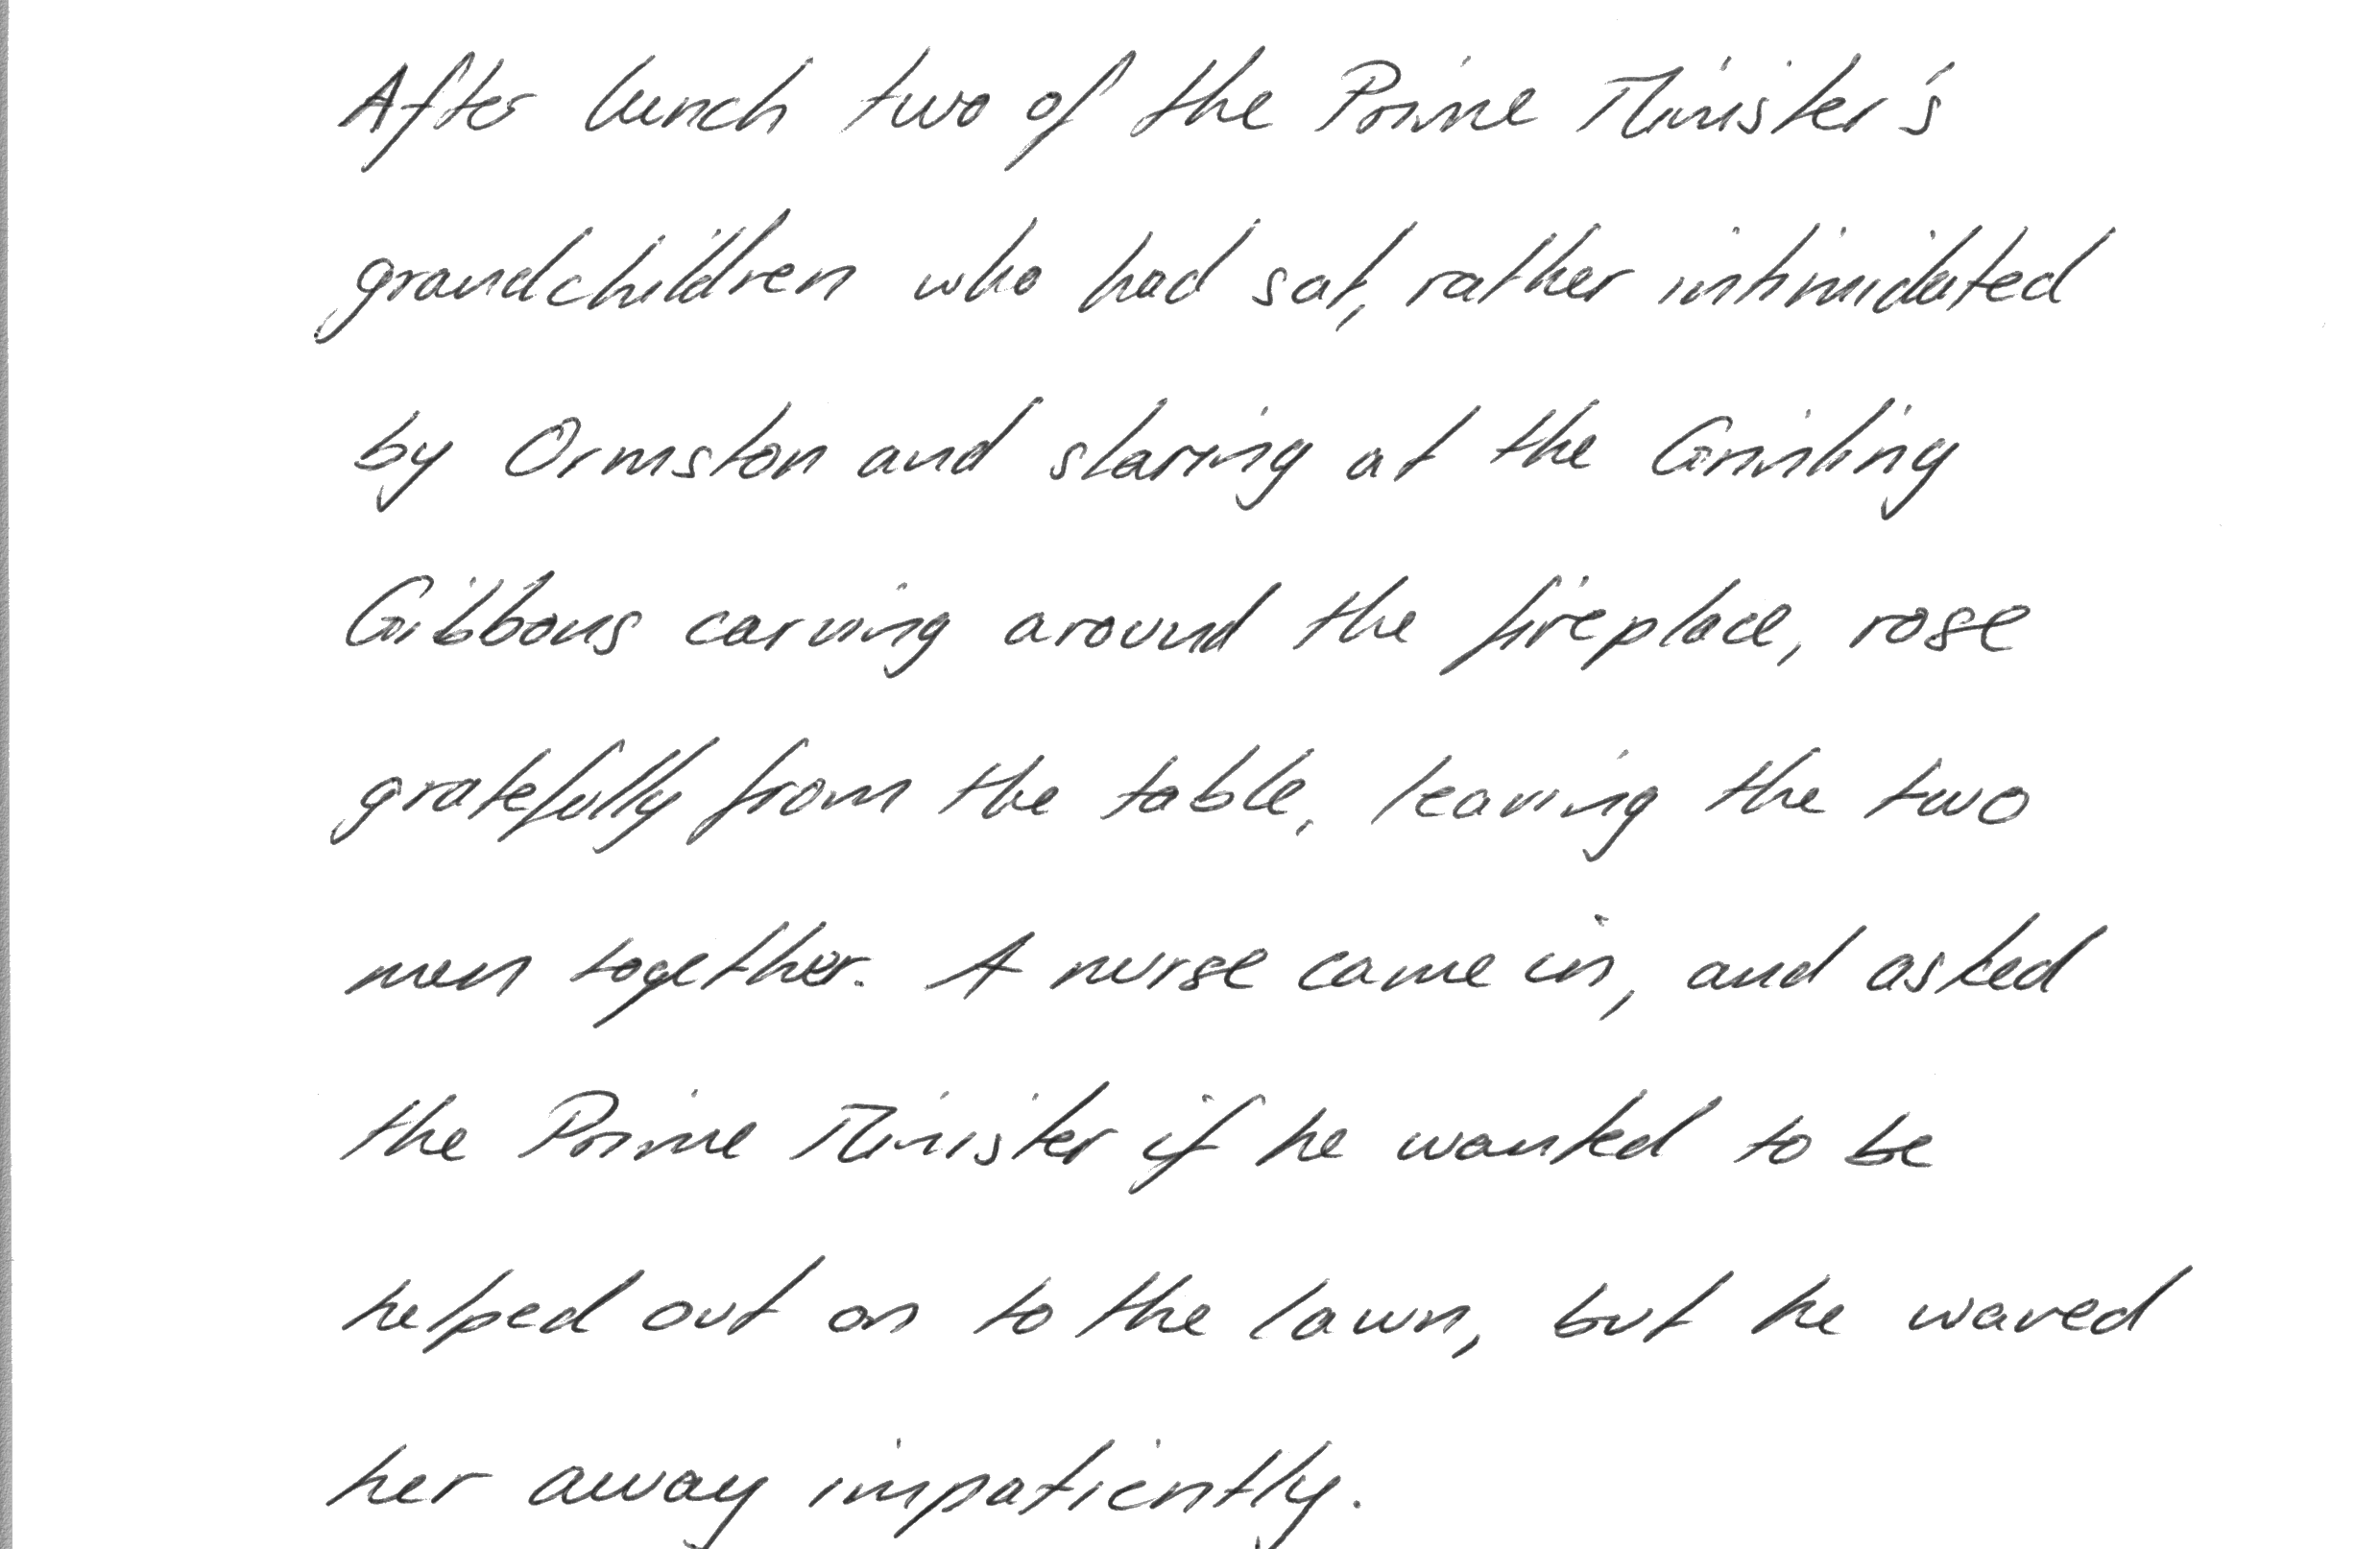 After lunch two of the Prime Minister's
grandchildren who had sat, rather intimidated
by Ormston and staring at the Grinling
Gibbons carving around the fireplace, rose
gratefully from the table, leaving the two
men together. A nurse came in, and asked
the Prime Minister if he wanted to be
helped out on to the lawn, but he waved
her away impatiently.